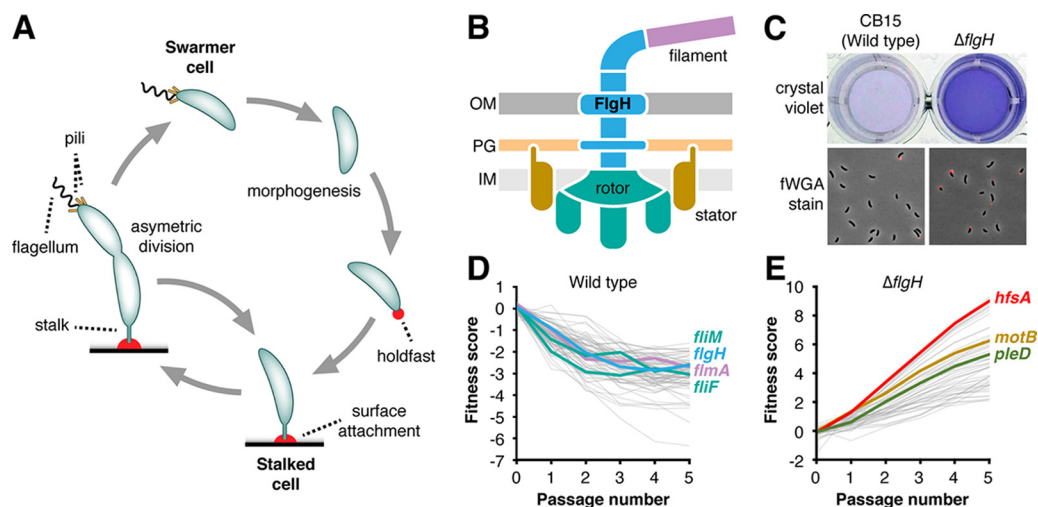 A
Swarmer
cell
pili
morphogenesis
flagellum
asymetric
division
stalk
holdfast
surface
attachment
Stalked
cell
B
filament
OM
FlgH
PG
IM
rotor
stator
C
CB15
(Wild type)
ΔflgH
crystal
violet
fWGA
stain
D
Wild type
Fitness score
1
0
-1
-2
-3
-4
-5
-6
-7
fliM
flgH
flmA
fliF
0 1 2 3 4 5
Passage number
E
ΔflgH
Fitness score
10
8
6
4
2
0
-2
hfsA
motB
pleD
0 1 2 3 4 5
Passage number